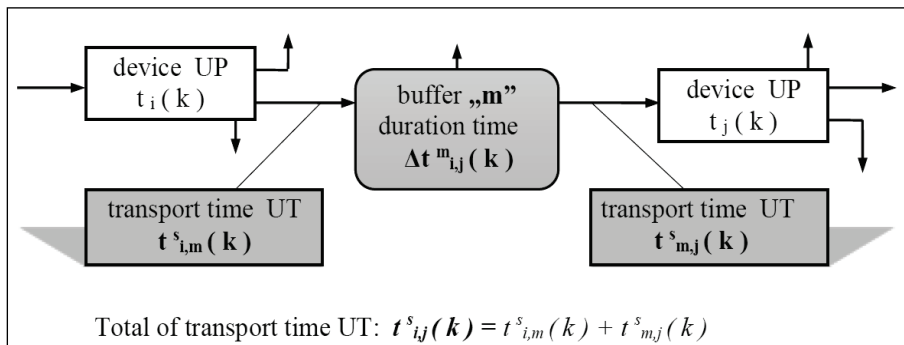 device UP
t i ( k )
buffer „m”
duration time
Δt m i,j ( k )
device UP
t j ( k )
transport time UT
t s i,m ( k )
transport time UT
t s m,j ( k )
Total of transport time UT: t s i,j ( k ) = t s i,m ( k ) + t s m,j ( k )